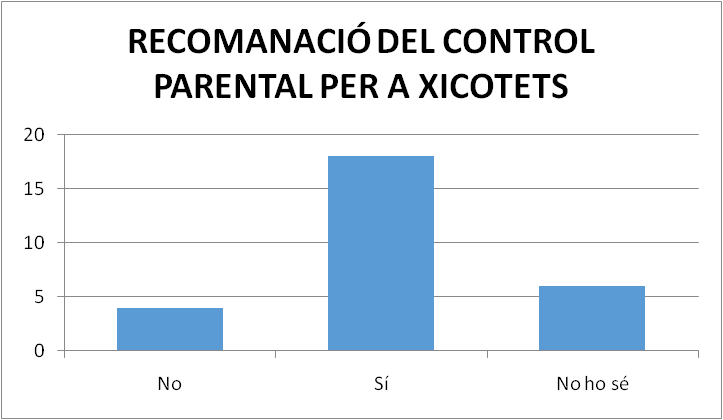 RECOMANACIÓ DEL CONTROL
PARENTAL PER A XICOTETS
20
15
10
5
0
No
Sí
No ho sé